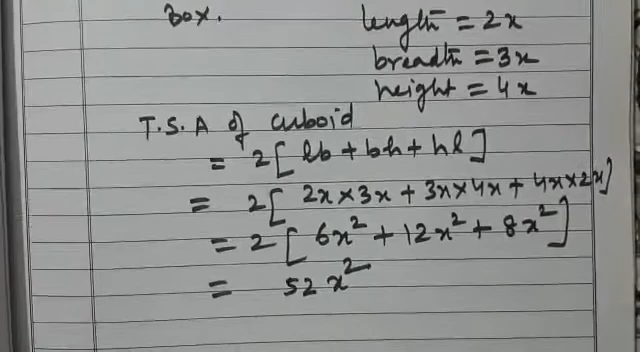 Box.
length = 2x
breadth = 3x
height = 4x
T.S.A of cuboid
= 2[lb + bh + hl]
= 2[2x×3x + 3x×4x + 4x×2x]
= 2[6x² + 12x² + 8x²]
= 52x²